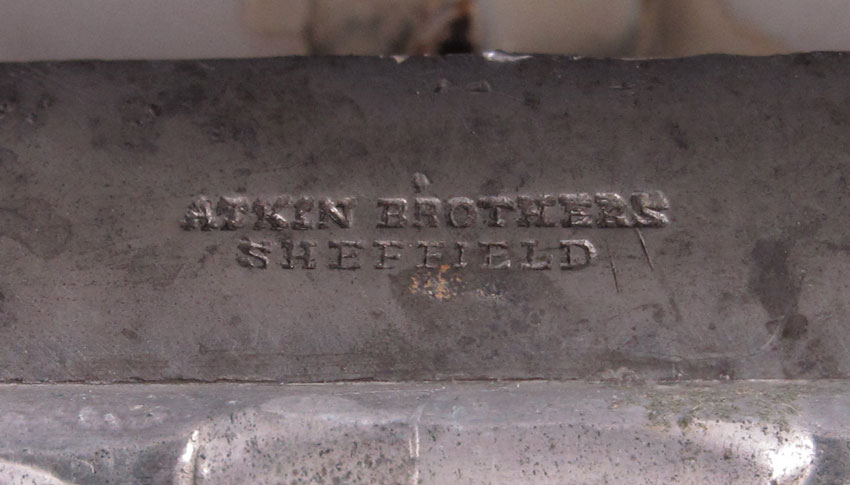 ATKIN BROTHERS
SHEFFIELD